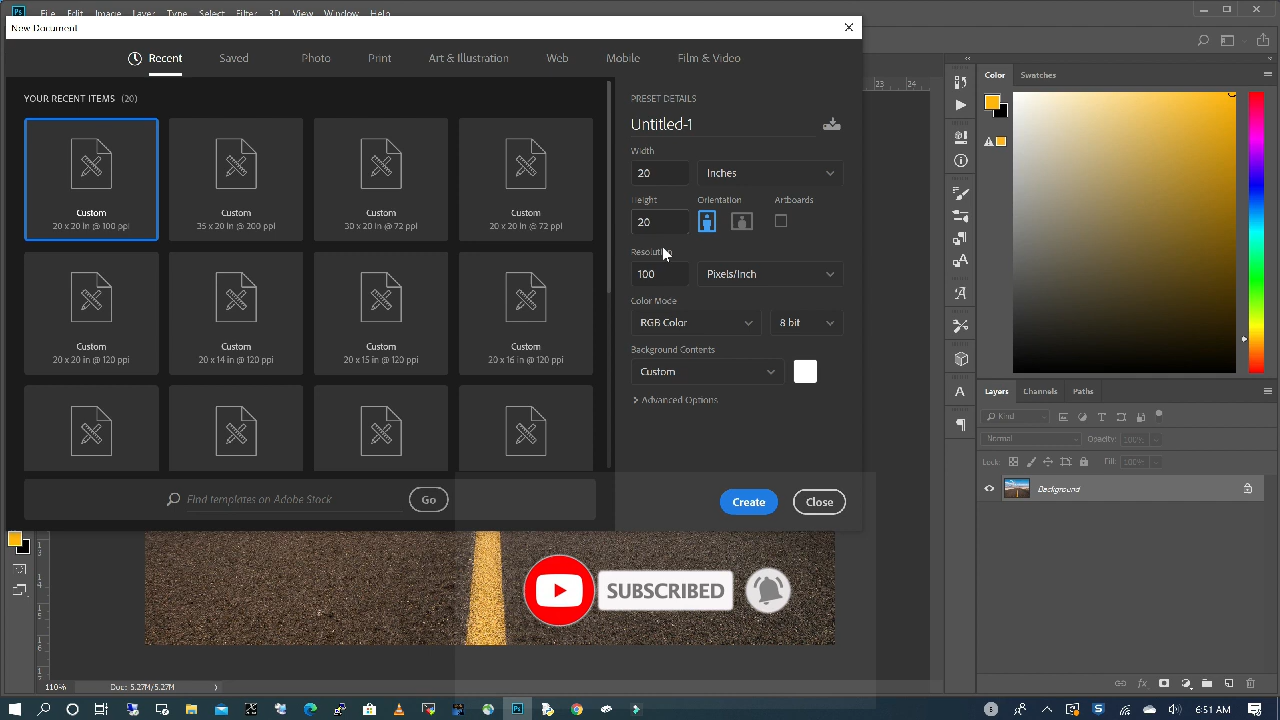 Ps File Edit Image Layer Type Select Filter 3D View Window Help
New Document
Recent Saved Photo Print Art & Illustration Web Mobile Film & Video
YOUR RECENT ITEMS (20)
Custom
20 x 20 in @ 100 ppi
Custom
35 x 20 in @ 200 ppi
Custom
30 x 20 in @ 72 ppi
Custom
20 x 20 in @ 72 ppi
Custom
20 x 20 in @ 120 ppi
Custom
20 x 14 in @ 120 ppi
Custom
20 x 15 in @ 120 ppi
Custom
20 x 16 in @ 120 ppi
Find templates on Adobe Stock Go
PRESET DETAILS
Untitled-1
Width
20 Inches
Height Orientation Artboards
20
Resolution
100 Pixels/Inch
Color Mode
RGB Color 8 bit
Background Contents
Custom
Advanced Options
Create Close
23 24
Color Swatches
Layers Channels Paths
Kind
Normal Opacity: 100%
Lock: Fill: 100%
Background
SUBSCRIBED
110% Doc: 5.27M/5.27M
6:51 AM